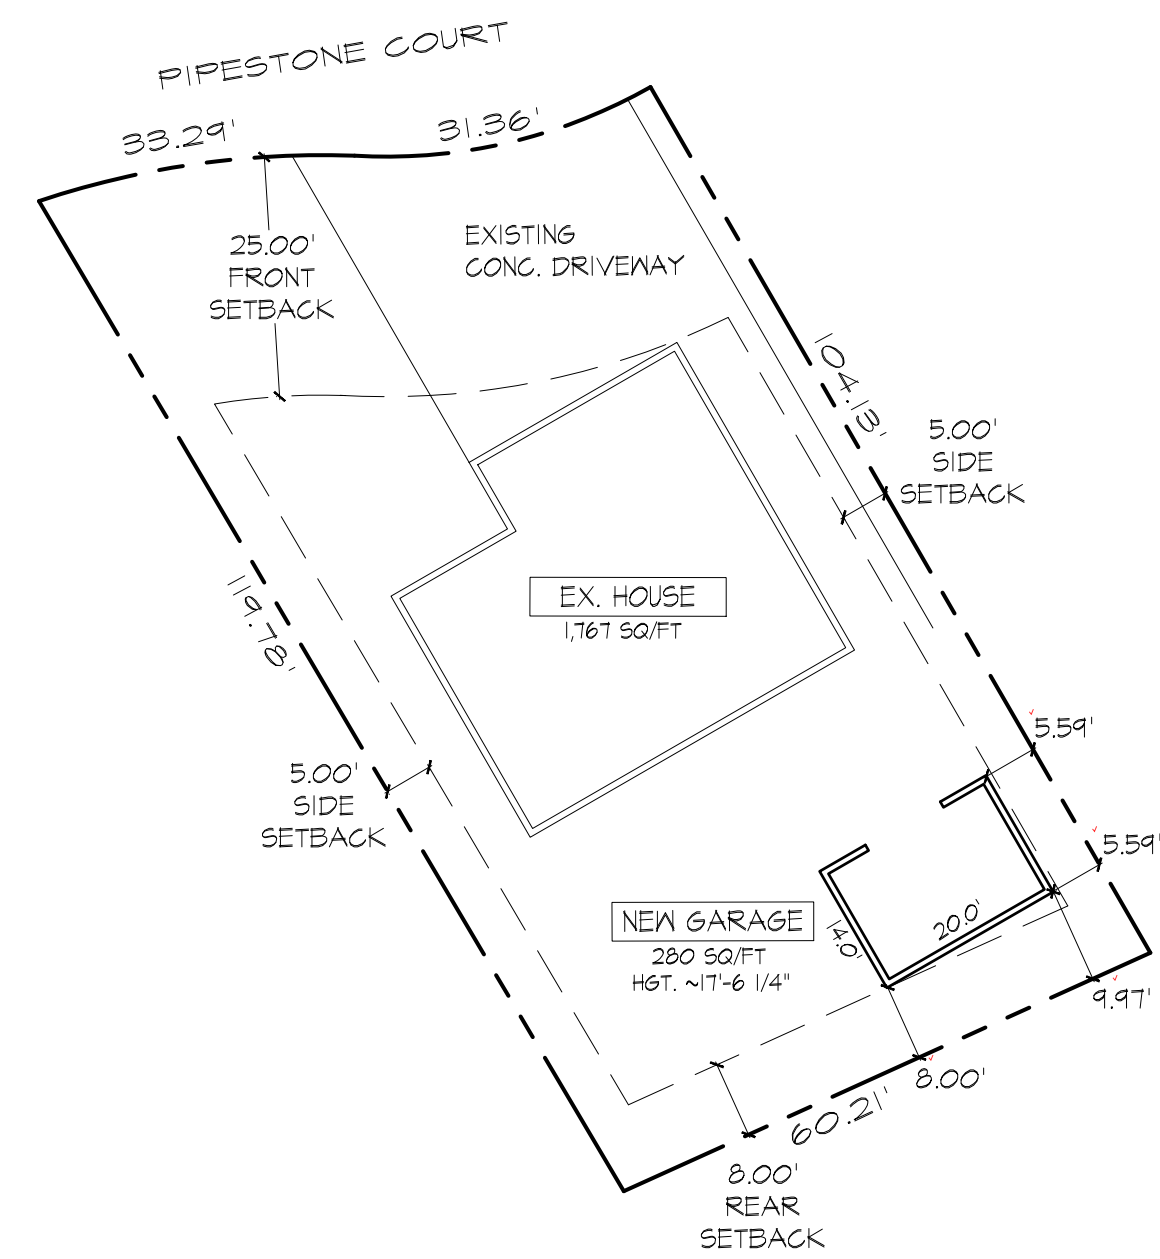 PIPESTONE COURT
33.29'
31.36'
25.00'
FRONT
SETBACK
EXISTING
CONC. DRIVEWAY
104.13'
5.00'
SIDE
SETBACK
EX. HOUSE
1,767 SQ/FT
119.78'
5.59'
5.00'
SIDE
SETBACK
5.59'
NEW GARAGE
280 SQ/FT
HGT. ~17'-6 1/4"
14.0'
20.0'
9.97'
8.00'
60.21'
8.00'
REAR
SETBACK